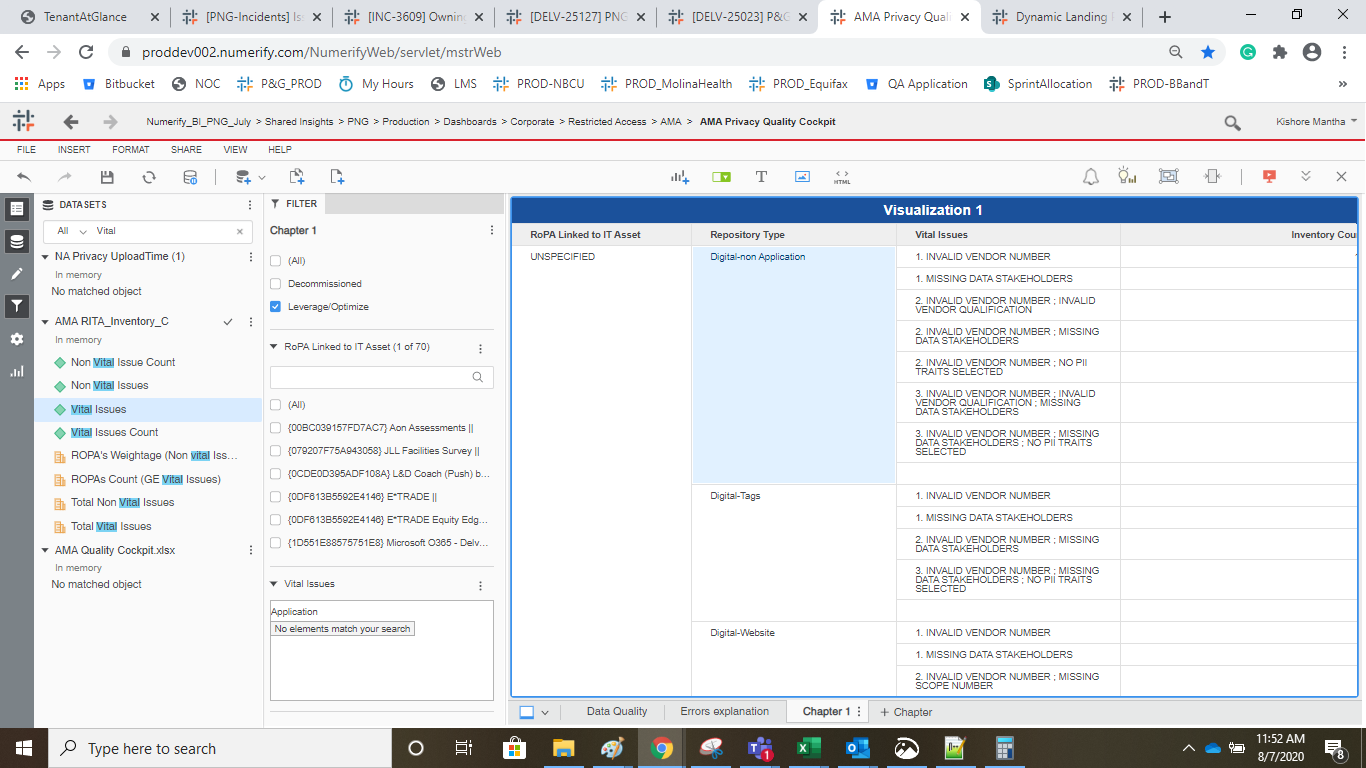 TenantAtGlance
[PNG-Incidents] Is
[INC-3609] Ownin
[DELV-25127] PNG
[DELV-25023] P&G
AMA Privacy Qual
Dynamic Landing
proddev002.numerify.com/NumerifyWeb/servlet/mstrWeb
Apps
Bitbucket
NOC
P&G_PROD
My Hours
LMS
PROD-NBCU
PROD_MolinaHealth
PROD_Equifax
QA Application
SprintAllocation
PROD-BBandT
Numerify_BI_PNG_July > Shared Insights > PNG > Production > Dashboards > Corporate > Restricted Access > AMA > AMA Privacy Quality Cockpit
Kishore Mantha
FILE INSERT FORMAT SHARE VIEW HELP
HTML
DATASETS
All Vital
NA Privacy UploadTime (1)
In memory
No matched object
AMA RITA_Inventory_C
In memory
Non Vital Issue Count
Non Vital Issues
Vital Issues
Vital Issues Count
ROPA's Weightage (Non vital Iss...
ROPAs Count (GE Vital Issues)
Total Non Vital Issues
Total Vital Issues
AMA Quality Cockpit.xlsx
In memory
No matched object
FILTER
Chapter 1
(All)
Decommissioned
Leverage/Optimize
RoPA Linked to IT Asset (1 of 70)
(All)
{00BC039157FD7AC7} Aon Assessments ||
{079207F75A943058} JLL Facilities Survey ||
{0CDE0D395ADF108A} L&D Coach (Push) b...
{0DF613B5592E4146} E*TRADE ||
{0DF613B5592E4146} E*TRADE Equity Edg...
{1D551E88575751E8} Microsoft O365 - Delv...
Vital Issues
Application
No elements match your search
Visualization 1
RoPA Linked to IT Asset Repository Type Vital Issues Inventory Cou
UNSPECIFIED Digital-non Application 1. INVALID VENDOR NUMBER
1. MISSING DATA STAKEHOLDERS
2. INVALID VENDOR NUMBER ; INVALID
VENDOR QUALIFICATION
2. INVALID VENDOR NUMBER ; MISSING
DATA STAKEHOLDERS
2. INVALID VENDOR NUMBER ; NO PII
TRAITS SELECTED
3. INVALID VENDOR NUMBER ; INVALID
VENDOR QUALIFICATION ; MISSING
DATA STAKEHOLDERS
3. INVALID VENDOR NUMBER ; MISSING
DATA STAKEHOLDERS ; NO PII TRAITS
SELECTED
Digital-Tags 1. INVALID VENDOR NUMBER
1. MISSING DATA STAKEHOLDERS
2. INVALID VENDOR NUMBER ; MISSING
DATA STAKEHOLDERS
3. INVALID VENDOR NUMBER ; MISSING
DATA STAKEHOLDERS ; NO PII TRAITS
SELECTED
Digital-Website 1. INVALID VENDOR NUMBER
1. MISSING DATA STAKEHOLDERS
2. INVALID VENDOR NUMBER ; MISSING
SCOPE NUMBER
Data Quality
Errors explanation
Chapter 1
+ Chapter
Type here to search
1
11:52 AM
8/7/2020
8